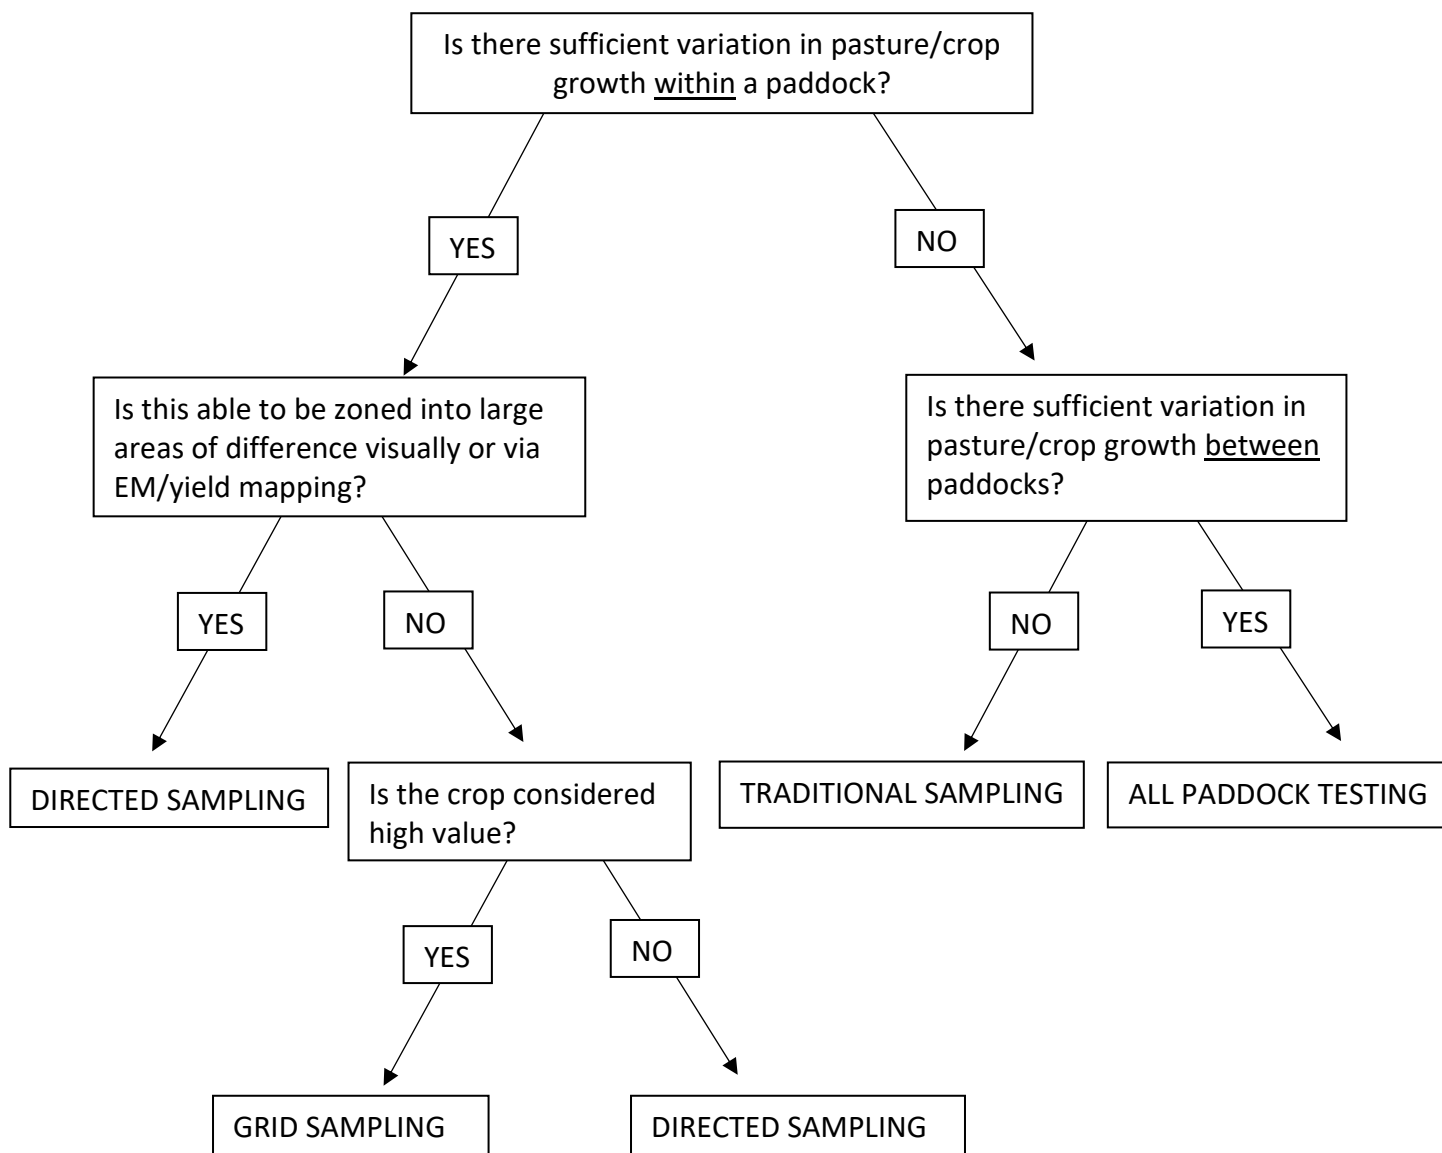 Is there sufficient variation in pasture/crop
growth within a paddock?
YES
NO
Is this able to be zoned into large
areas of difference visually or via
EM/yield mapping?
Is there sufficient variation in
pasture/crop growth between
paddocks?
YES
NO
NO
YES
DIRECTED SAMPLING
Is the crop considered
high value?
TRADITIONAL SAMPLING
ALL PADDOCK TESTING
YES
NO
GRID SAMPLING
DIRECTED SAMPLING